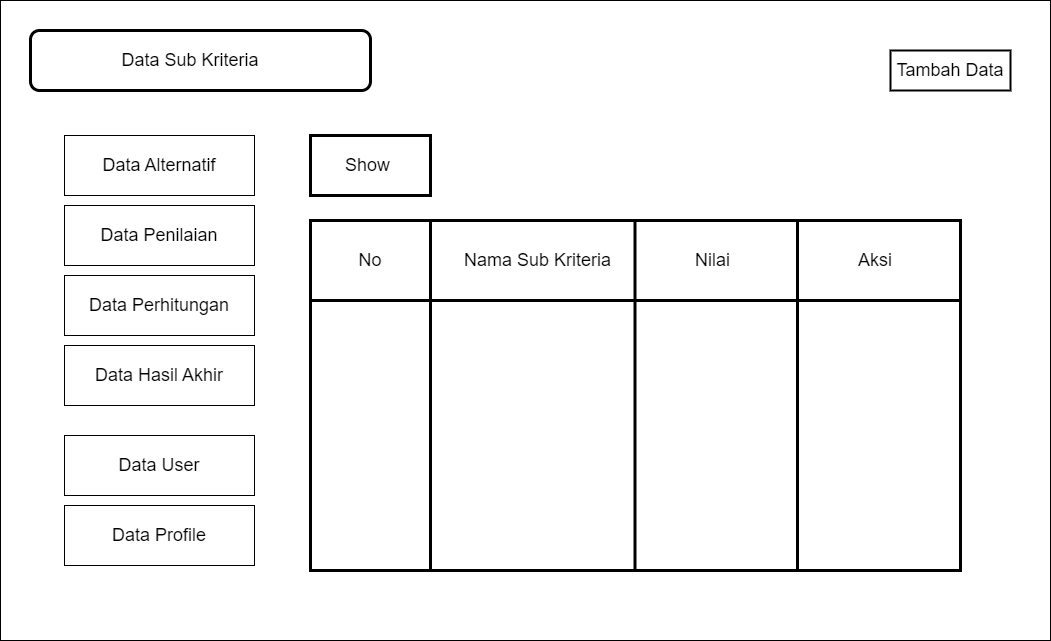 Data Sub Kriteria
Tambah Data
Data Alternatif
Data Penilaian
Data Perhitungan
Data Hasil Akhir
Data User
Data Profile
Show
No
Nama Sub Kriteria
Nilai
Aksi